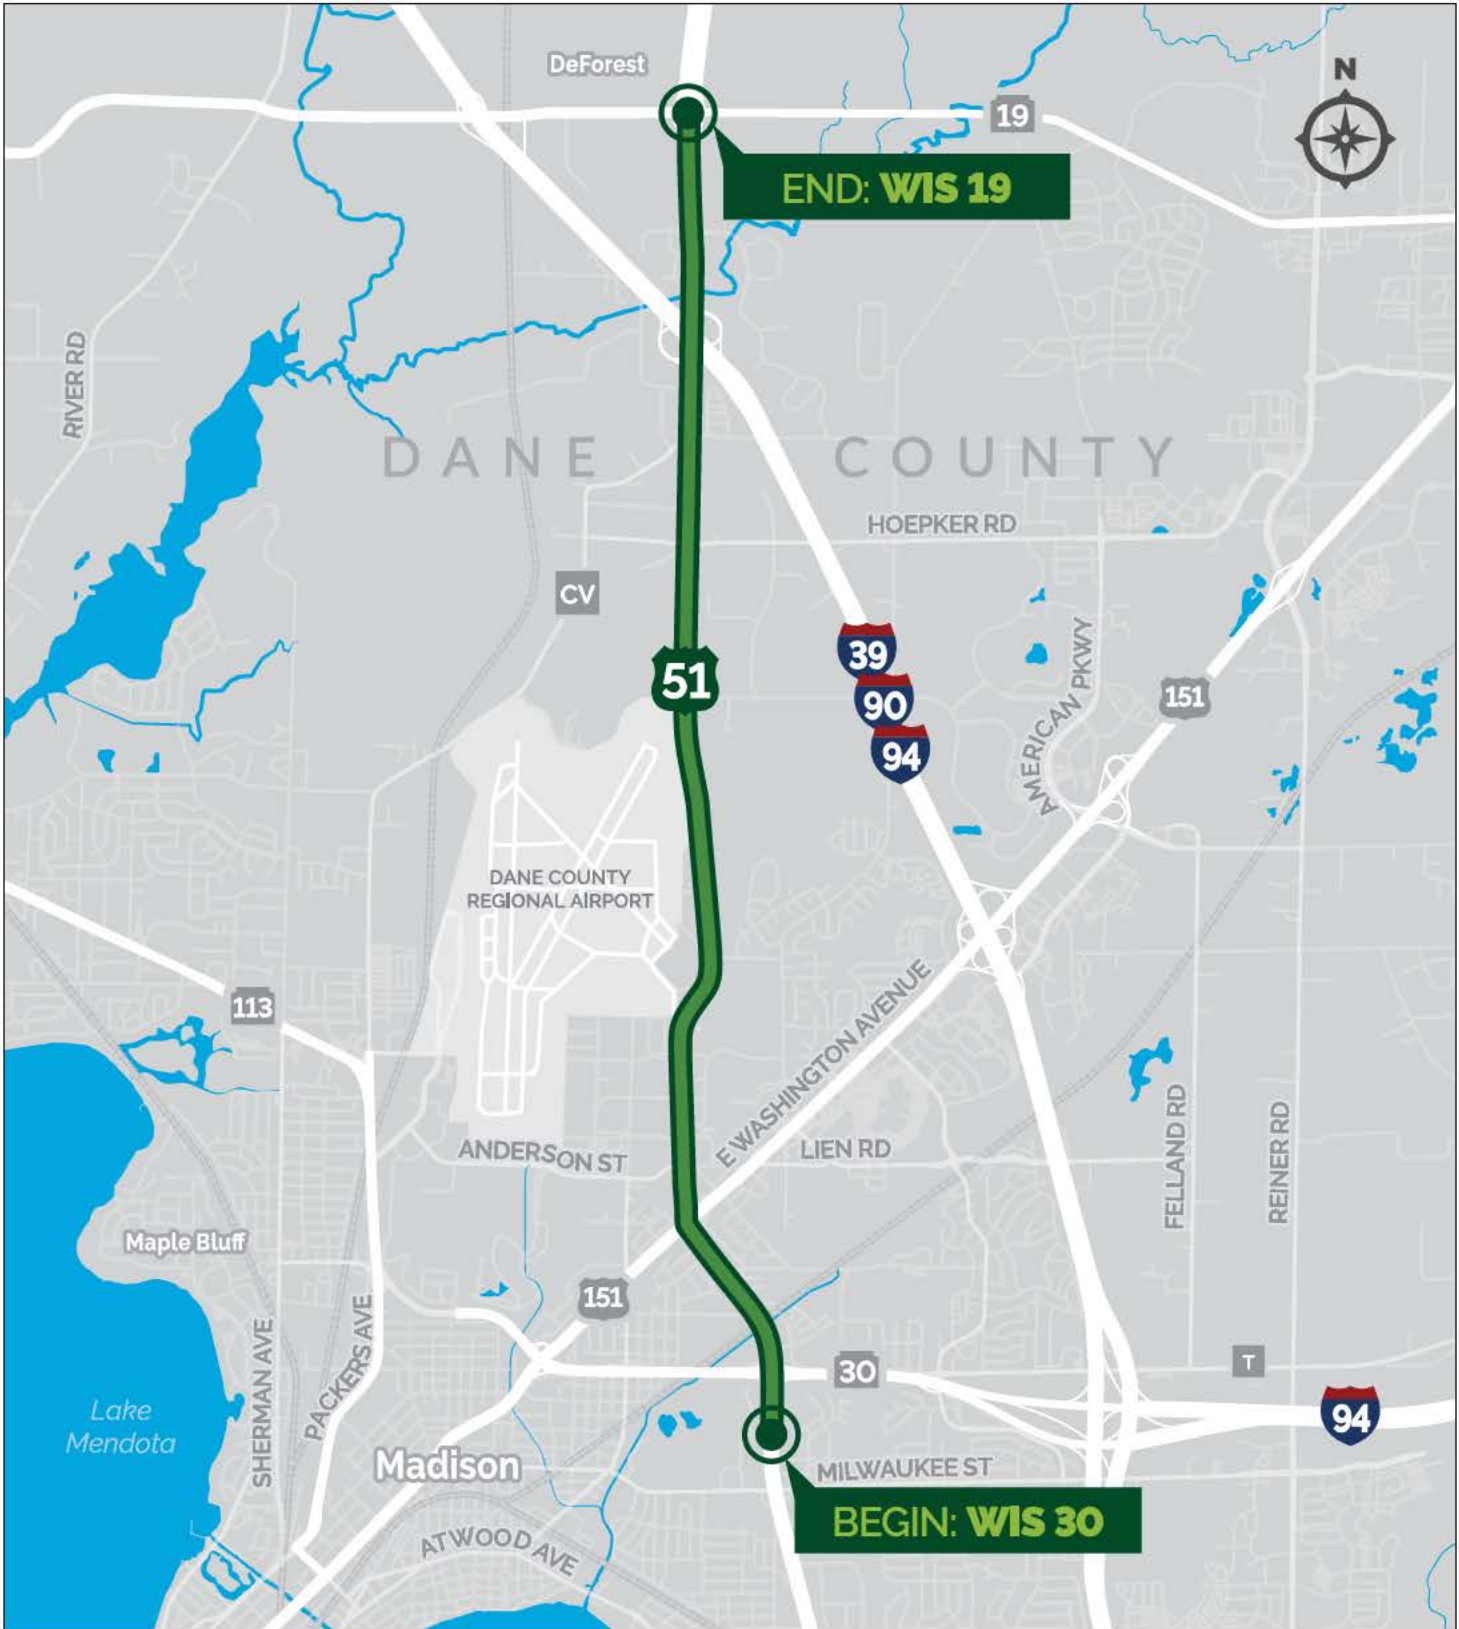 DeForest
N
19
END: WIS 19
RIVER RD
DANE COUNTY
HOEPKER RD
CV
39
51
90
AMERICAN PKWY
151
94
DANE COUNTY
REGIONAL AIRPORT
113
E WASHINGTON AVENUE
ANDERSON ST
LIEN RD
FELLAND RD
REINER RD
Maple Bluff
151
SHERMAN AVE
PACKERS AVE
30
T
Lake
Mendota
94
Madison
MILWAUKEE ST
BEGIN: WIS 30
ATWOOD AVE